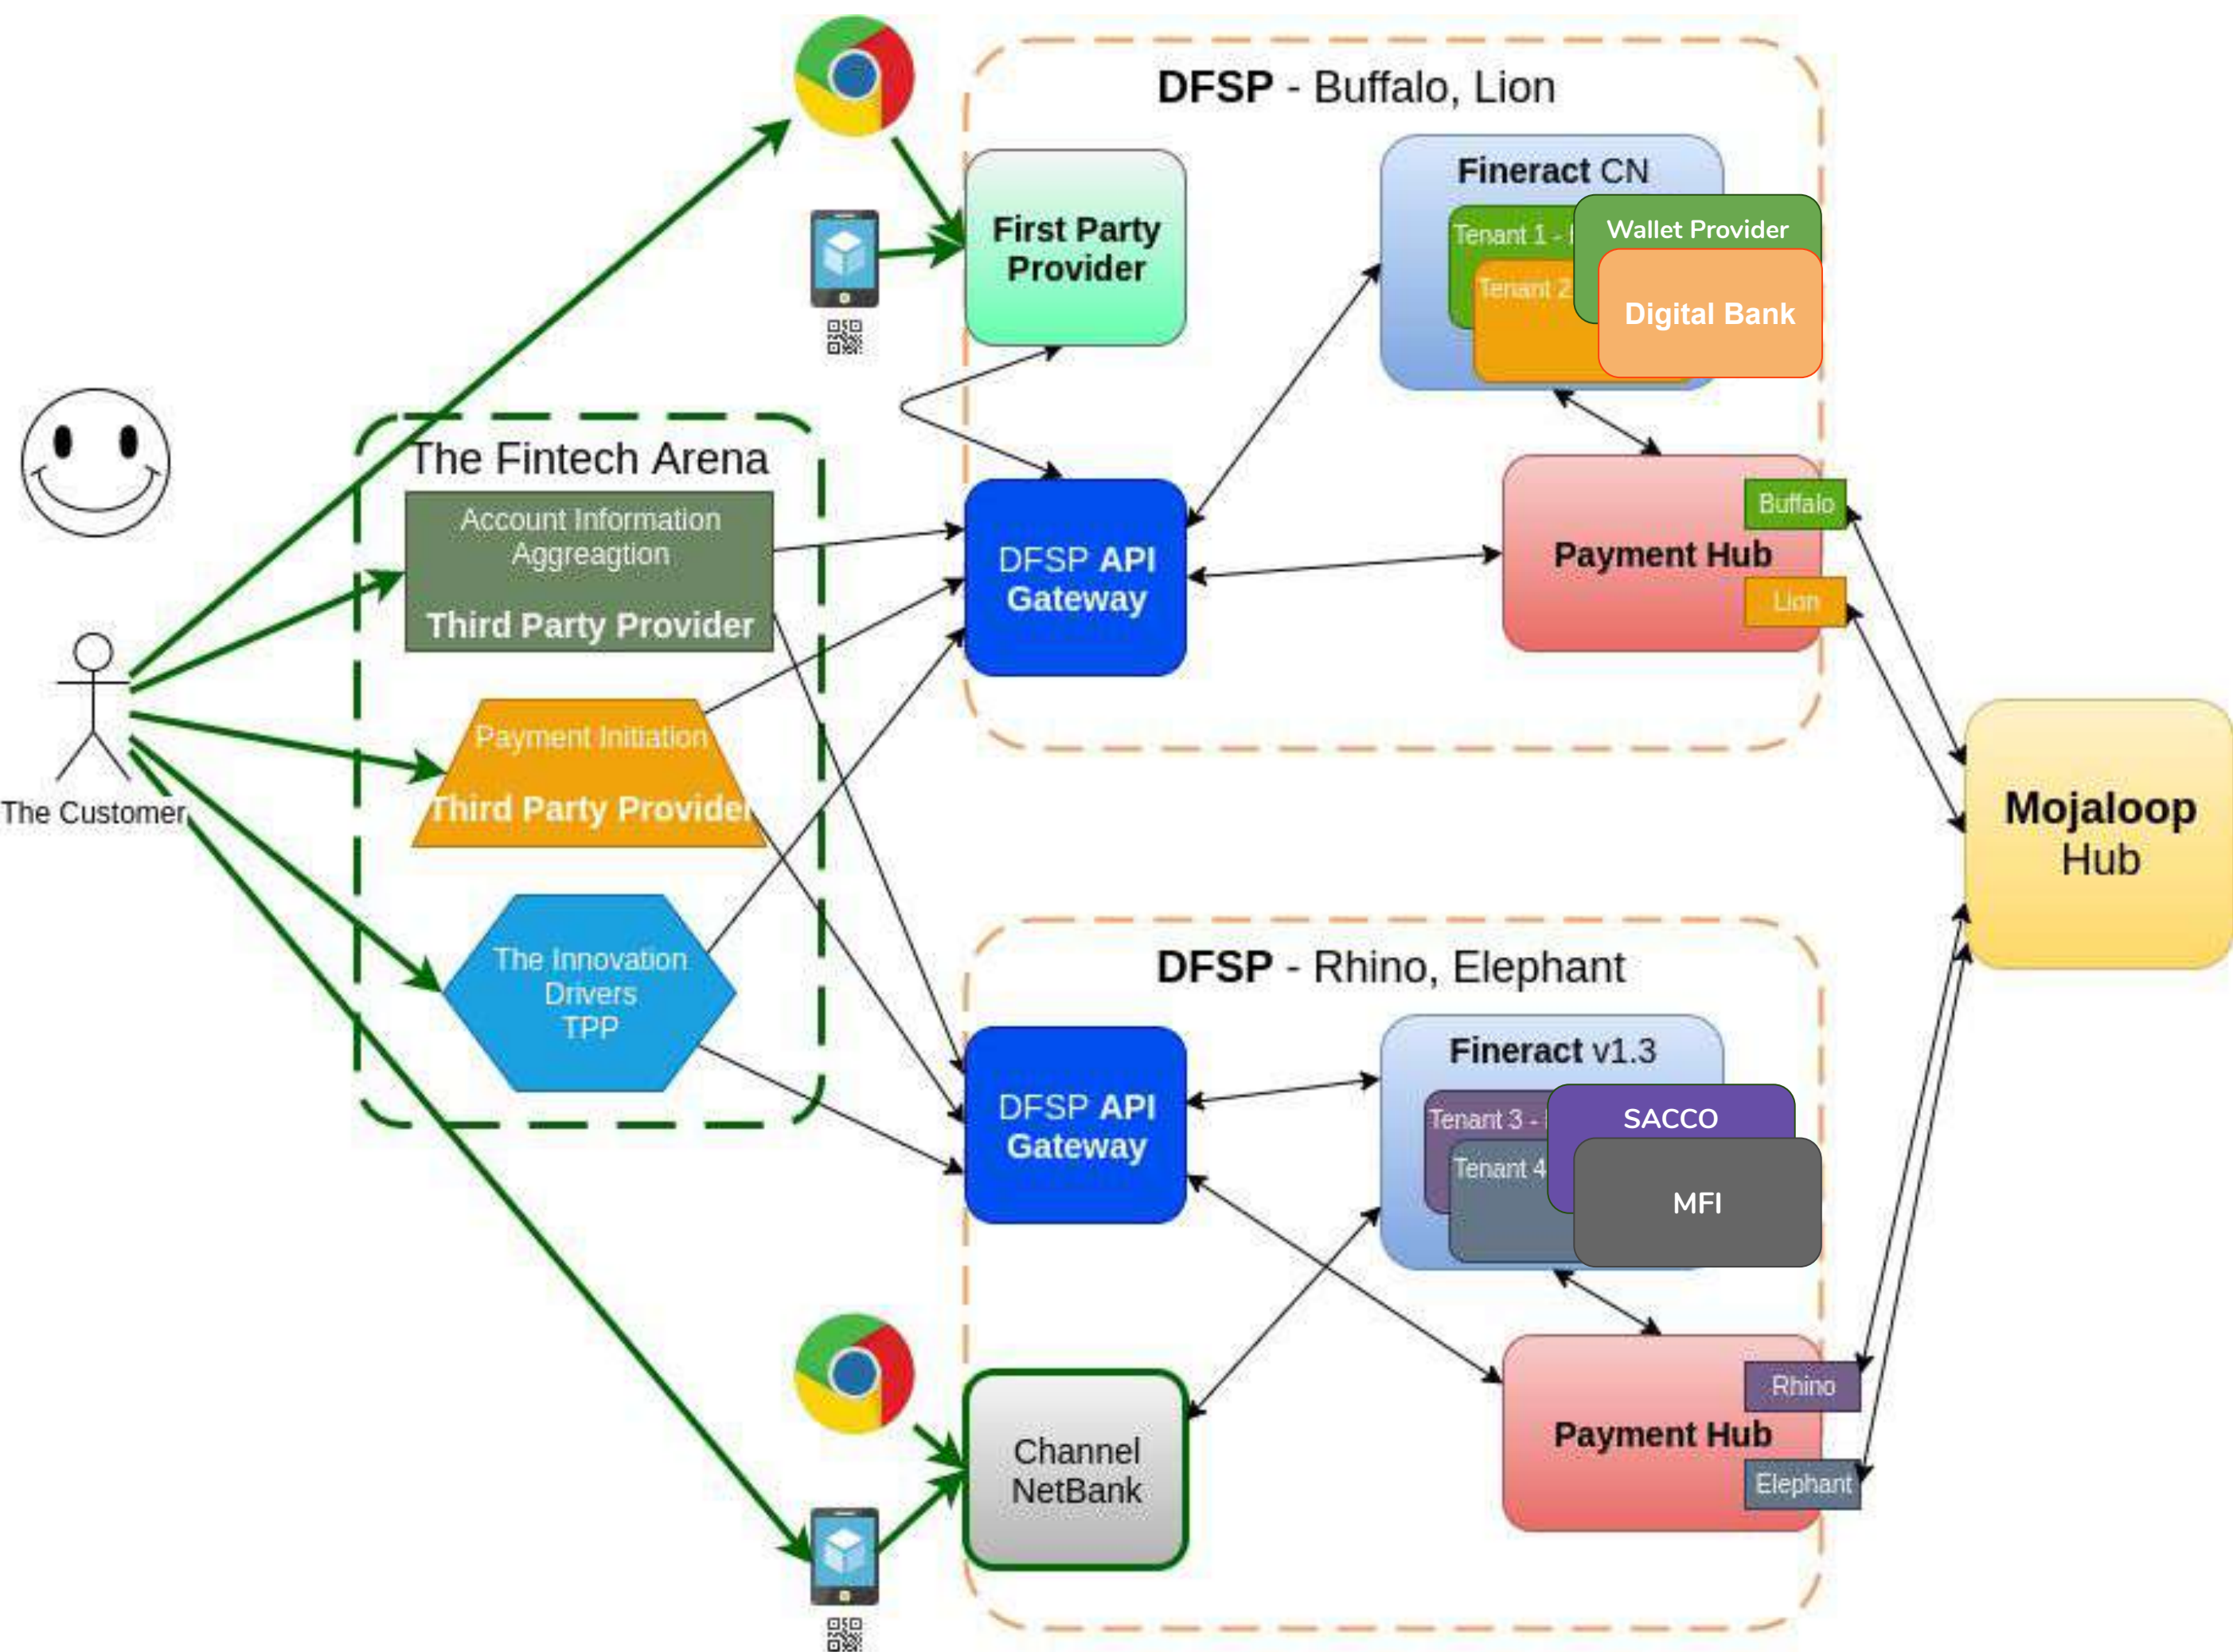 DFSP - Buffalo, Lion
Fineract CN
Tenant 1 -
Wallet Provider
Tenant 2
Digital Bank
First Party
Provider
The Fintech Arena
Account Information
Aggreagtion
Third Party Provider
DFSP API
Gateway
Payment Hub
Buffalo
Lion
Payment Initiation
Third Party Provider
The Customer
Mojaloop
Hub
The Innovation
Drivers
TPP
DFSP - Rhino, Elephant
Fineract v1.3
Tenant 3 -
SACCO
Tenant 4
MFI
DFSP API
Gateway
Channel
NetBank
Payment Hub
Rhino
Elephant